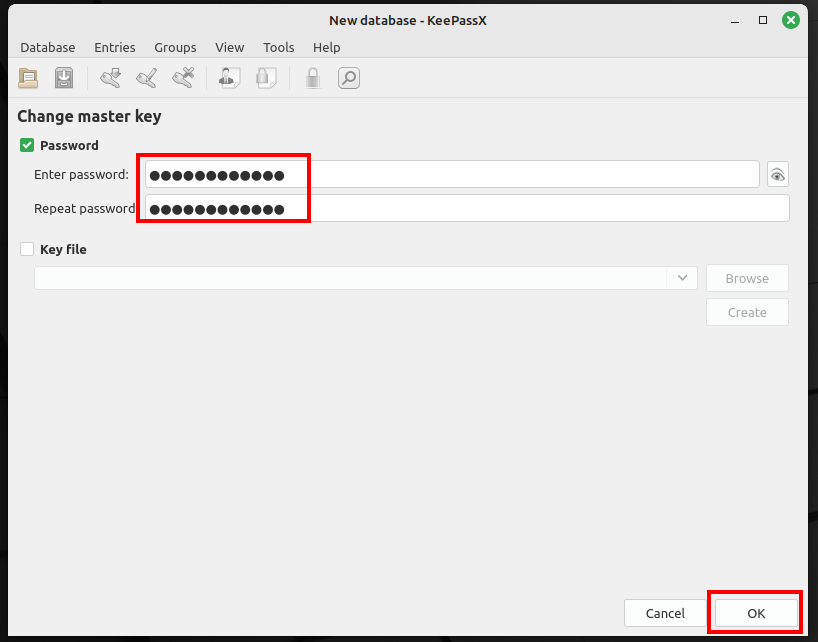 New database - KeePassX
Database Entries Groups View Tools Help
Change master key
Password
Enter password: ●●●●●●●●●●●●
Repeat password ●●●●●●●●●●●●
Key file
Browse
Create
Cancel OK